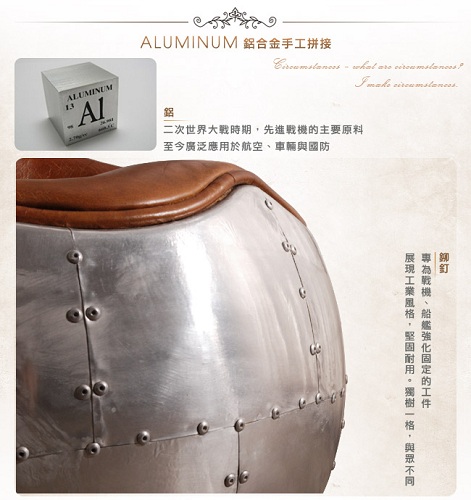 ALUMINUM 鋁合金手工拼接
Circumstances - what are circumstances?
I make circumstances.
ALUMINUM
13
Al
鋁
二次世界大戰時期，先進戰機的主要原料
至今廣泛應用於航空、車輛與國防
鉚釘
專為戰機、船艦強化固定的工件
展現工業風格，堅固耐用。獨樹一格，與眾不同